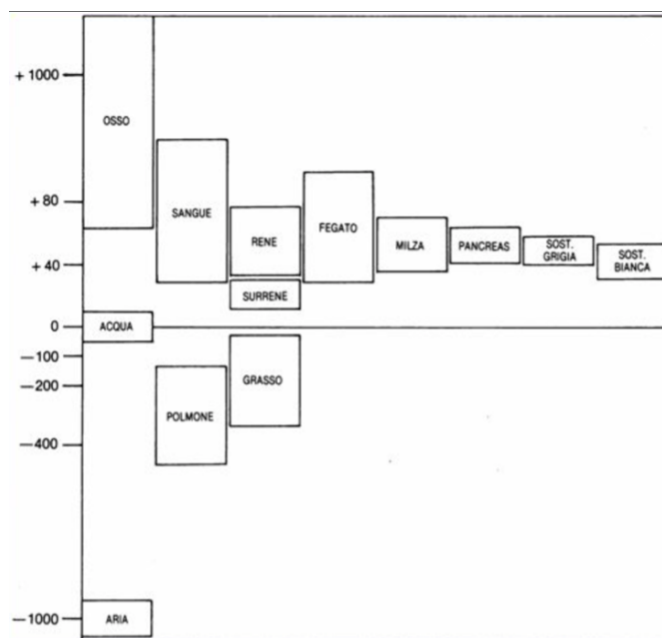 + 1000
OSSO
+ 80
SANGUE
RENE
FEGATO
MILZA
PANCREAS
SOST.
GRIGIA
SOST.
BIANCA
+ 40
SURRENE
0
ACQUA
—100
—200
GRASSO
POLMONE
—400
—1000
ARIA